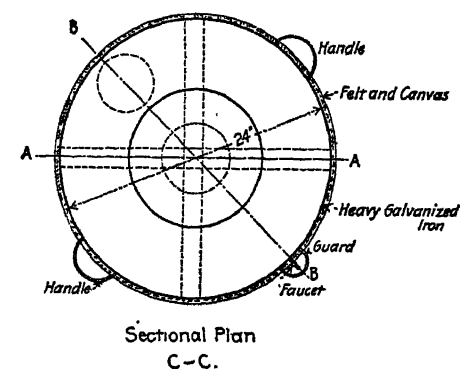 B
Handle
Felt and Canvas
24"
A
A
Heavy Galvanized
Iron
Guard
B
Faucet
Handle
Sectional Plan
C-C.